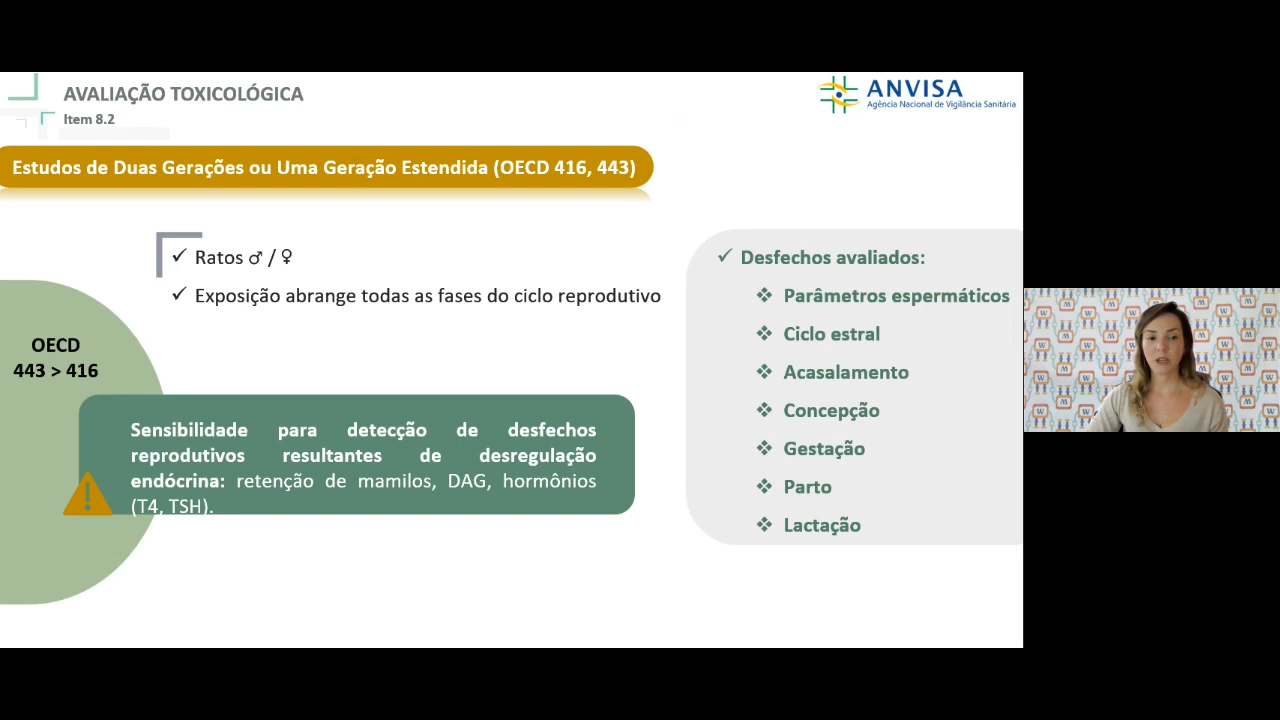 AVALIAÇÃO TOXICOLÓGICA
Item 8.2
ANVISA
Agência Nacional de Vigilância Sanitária
Estudos de Duas Gerações ou Uma Geração Estendida (OECD 416, 443)
✓ Ratos ♂ / ♀
✓ Exposição abrange todas as fases do ciclo reprodutivo
OECD
443 > 416
Sensibilidade para detecção de desfechos
reprodutivos resultantes de desregulação
endócrina: retenção de mamilos, DAG, hormônios
(T4, TSH).
✓ Desfechos avaliados:
❖ Parâmetros espermáticos
❖ Ciclo estral
❖ Acasalamento
❖ Concepção
❖ Gestação
❖ Parto
❖ Lactação